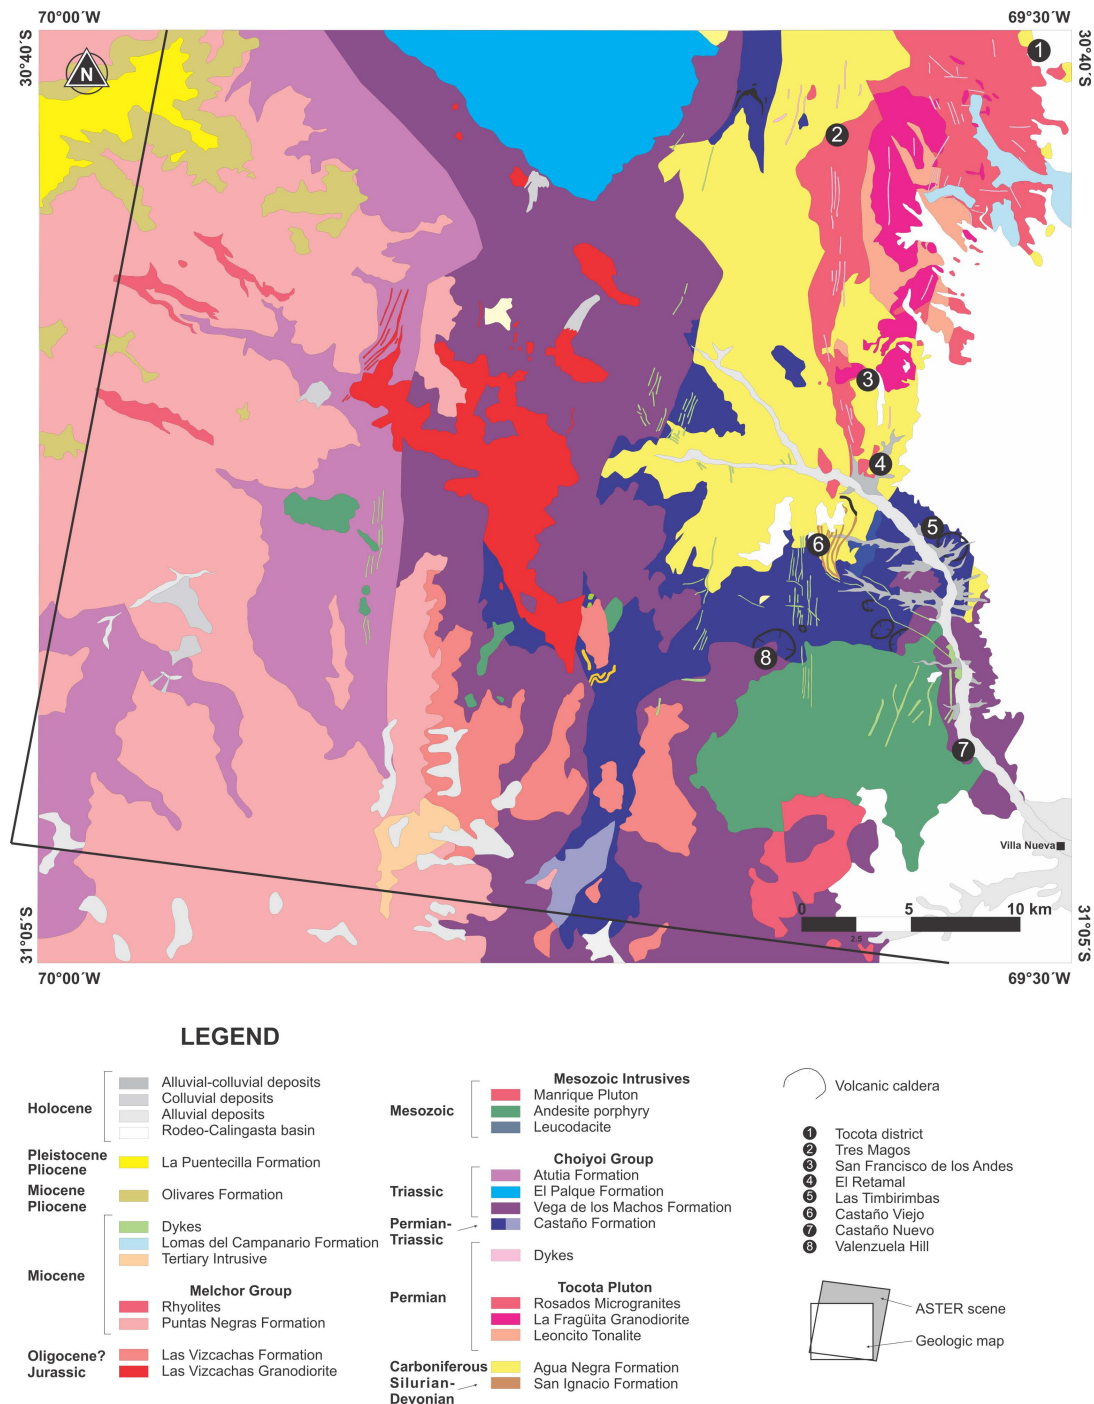 70°00´W
69°30´W
30°40´S
30°40´S
N
1
2
3
4
5
6
7
8
Villa Nueva
0
5
10 km
2.5
31°05´S
31°05´S
70°00´W
69°30´W
LEGEND
Holocene
Alluvial-colluvial deposits
Colluvial deposits
Alluvial deposits
Rodeo-Calingasta basin
Pleistocene
Pliocene
La Puentecilla Formation
Miocene
Pliocene
Olivares Formation
Miocene
Dykes
Lomas del Campanario Formation
Tertiary Intrusive
Melchor Group
Rhyolites
Puntas Negras Formation
Oligocene?
Las Vizcachas Formation
Jurassic
Las Vizcachas Granodiorite
Mesozoic Intrusives
Mesozoic
Manrique Pluton
Andesite porphyry
Leucodacite
Choiyoi Group
Triassic
Atutia Formation
El Palque Formation
Vega de los Machos Formation
Permian-
Triassic
Castaño Formation
Permian
Dykes
Tocota Pluton
Rosados Microgranites
La Fragüita Granodiorite
Leoncito Tonalite
Carboniferous
Agua Negra Formation
Silurian-
Devonian
San Ignacio Formation
Volcanic caldera
1 Tocota district
2 Tres Magos
3 San Francisco de los Andes
4 El Retamal
5 Las Timbirimbas
6 Castaño Viejo
7 Castaño Nuevo
8 Valenzuela Hill
ASTER scene
Geologic map